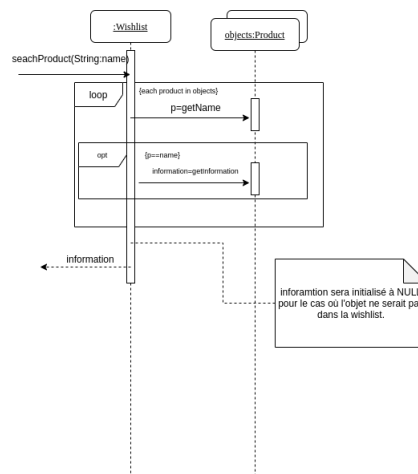 :Wishlist
objects:Product
seachProduct(String:name)
loop
{each product in objects}
p=getName
opt
{p==name}
information=getInformation
information
inforamtion sera initialisé à NULL
pour le cas où l'objet ne serait pa
dans la wishlist.